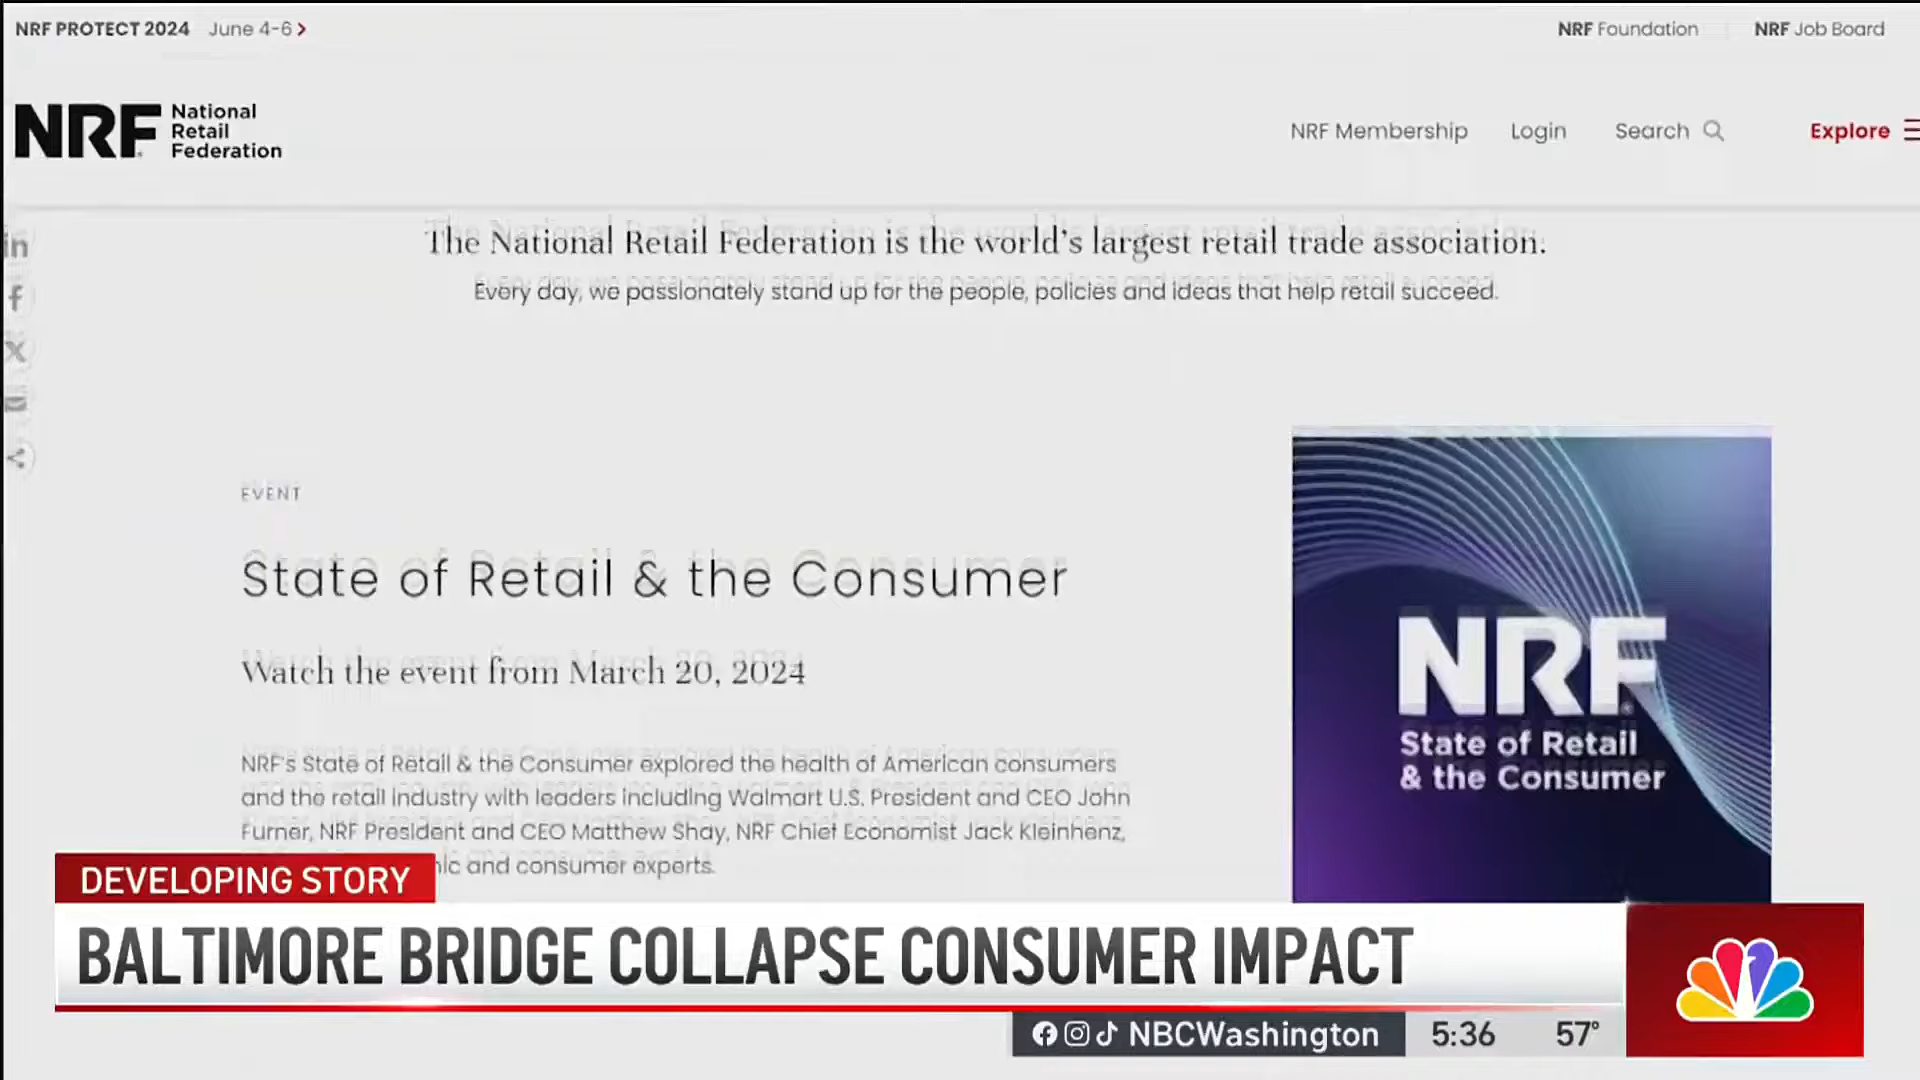 NRF PROTECT 2024 June 4-6
NRF Foundation
NRF Job Board
NRF National
Retail
Federation
NRF Membership
Login
Search
Explore
in
The National Retail Federation is the world's largest retail trade association.
Every day, we passionately stand up for the people, policies and ideas that help retail succeed.
EVENT
State of Retail & the Consumer
Watch the event from March 20, 2024
NRF's State of Retail & the Consumer explored the health of American consumers
and the retail industry with leaders including Walmart U.S. President and CEO John
Furner, NRF President and CEO Matthew Shay, NRF Chief Economist Jack Kleinhenz,
and consumer experts.
NRF
State of Retail
& the Consumer
DEVELOPING STORY
BALTIMORE BRIDGE COLLAPSE CONSUMER IMPACT
NBCWashington
5:36
57°